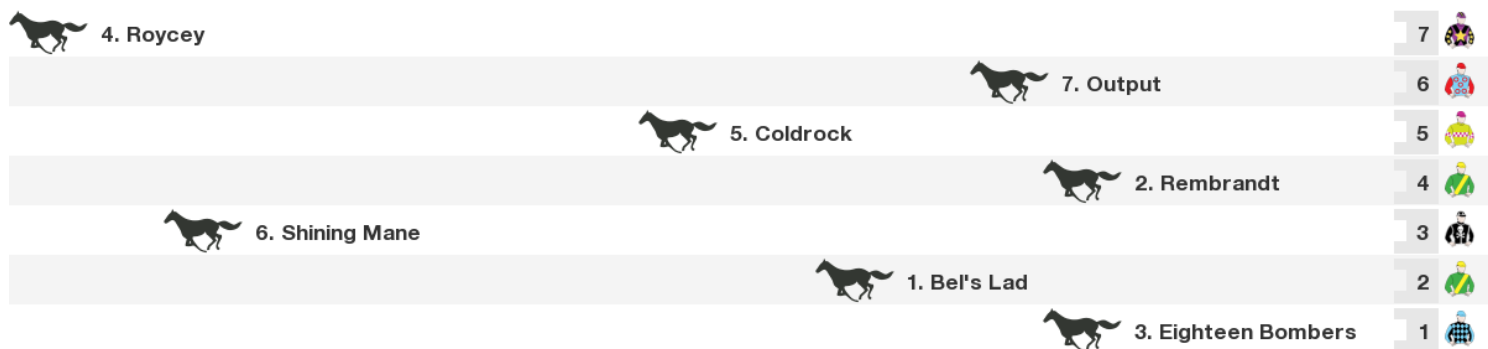 4. Roycey 7
7. Output 6
5. Coldrock 5
2. Rembrandt 4
6. Shining Mane 3
1. Bel's Lad 2
3. Eighteen Bombers 1